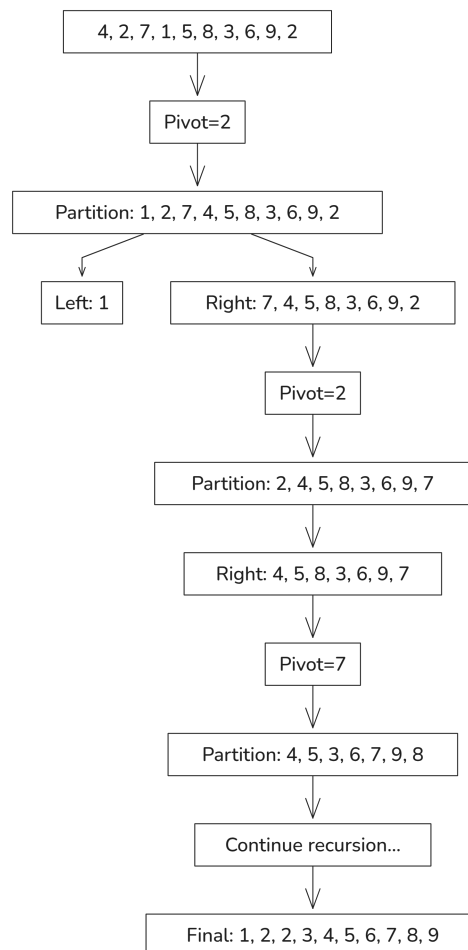 4, 2, 7, 1, 5, 8, 3, 6, 9, 2
Pivot=2
Partition: 1, 2, 7, 4, 5, 8, 3, 6, 9, 2
Left: 1
Right: 7, 4, 5, 8, 3, 6, 9, 2
Pivot=2
Partition: 2, 4, 5, 8, 3, 6, 9, 7
Right: 4, 5, 8, 3, 6, 9, 7
Pivot=7
Partition: 4, 5, 3, 6, 7, 9, 8
Continue recursion...
Final: 1, 2, 2, 3, 4, 5, 6, 7, 8, 9